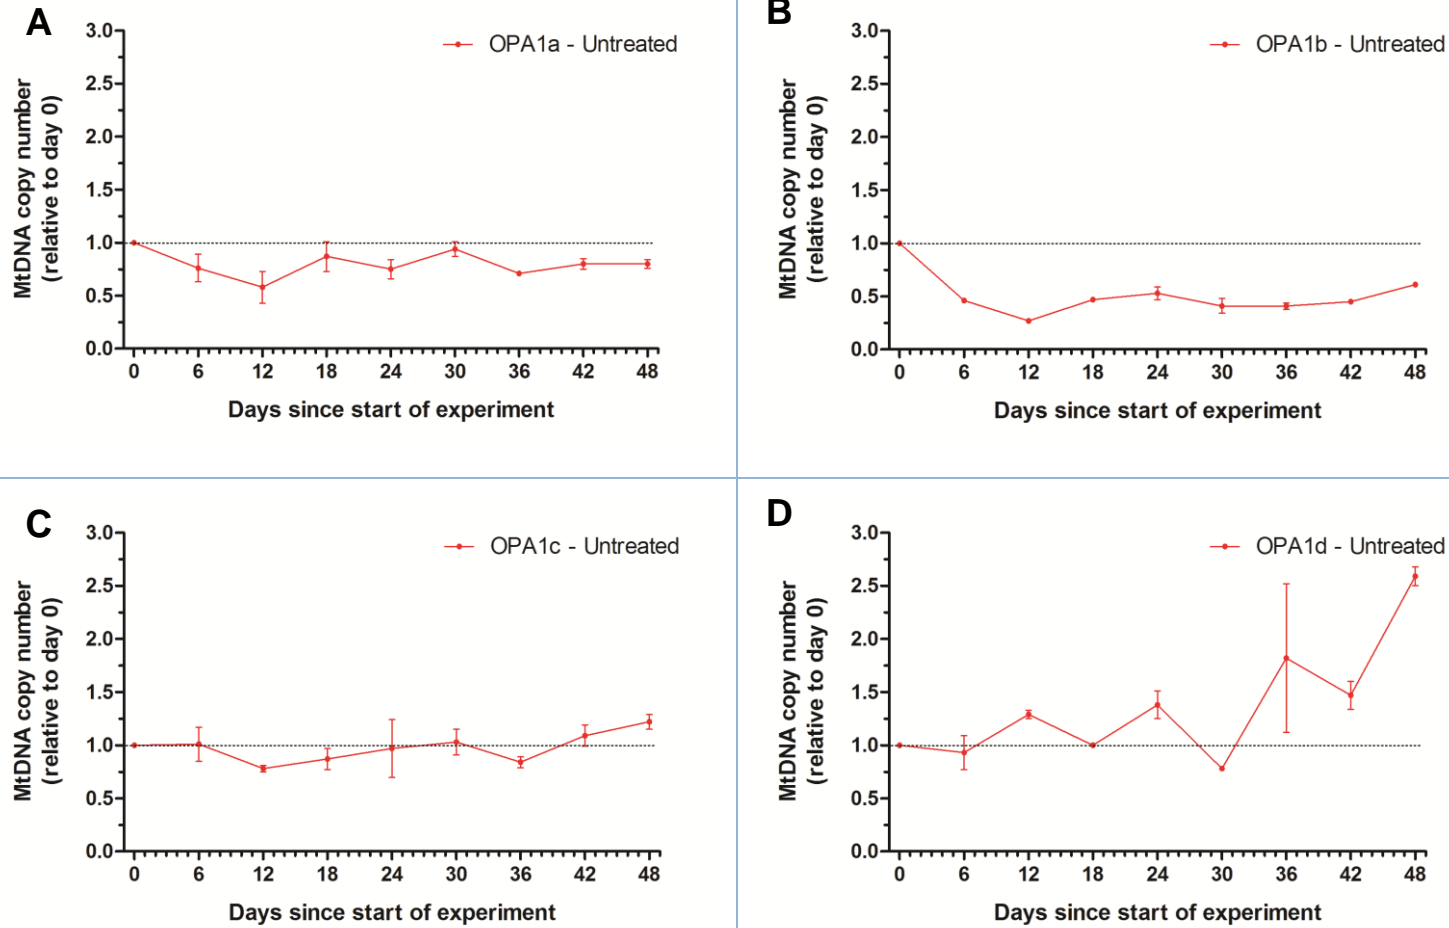 A
OPA1a - Untreated
MtDNA copy number
(relative to day 0)
3.0
2.5
2.0
1.5
1.0
0.5
0.0
0 6 12 18 24 30 36 42 48
Days since start of experiment
B
OPA1b - Untreated
MtDNA copy number
(relative to day 0)
3.0
2.5
2.0
1.5
1.0
0.5
0.0
0 6 12 18 24 30 36 42 48
Days since start of experiment
C
OPA1c - Untreated
MtDNA copy number
(relative to day 0)
3.0
2.5
2.0
1.5
1.0
0.5
0.0
0 6 12 18 24 30 36 42 48
Days since start of experiment
D
OPA1d - Untreated
MtDNA copy number
(relative to day 0)
3.0
2.5
2.0
1.5
1.0
0.5
0.0
0 6 12 18 24 30 36 42 48
Days since start of experiment